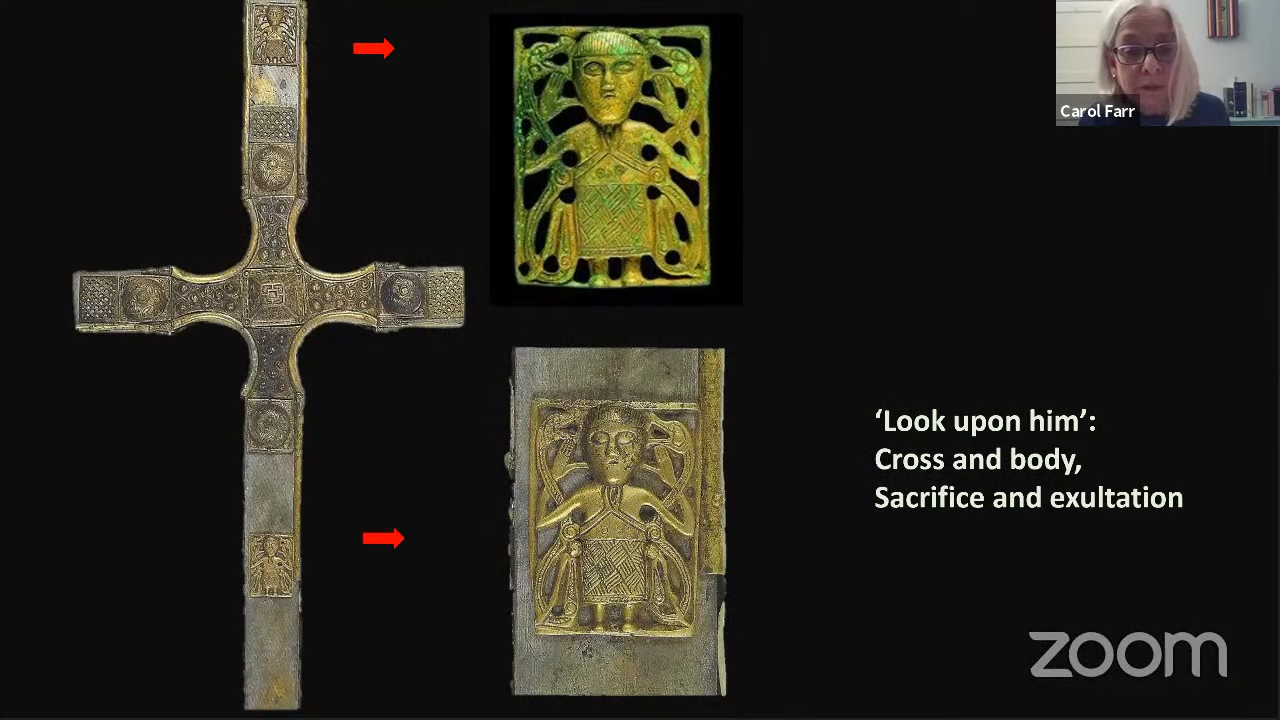 Carol Farr
‘Look upon him’:
Cross and body,
Sacrifice and exultation
zoom